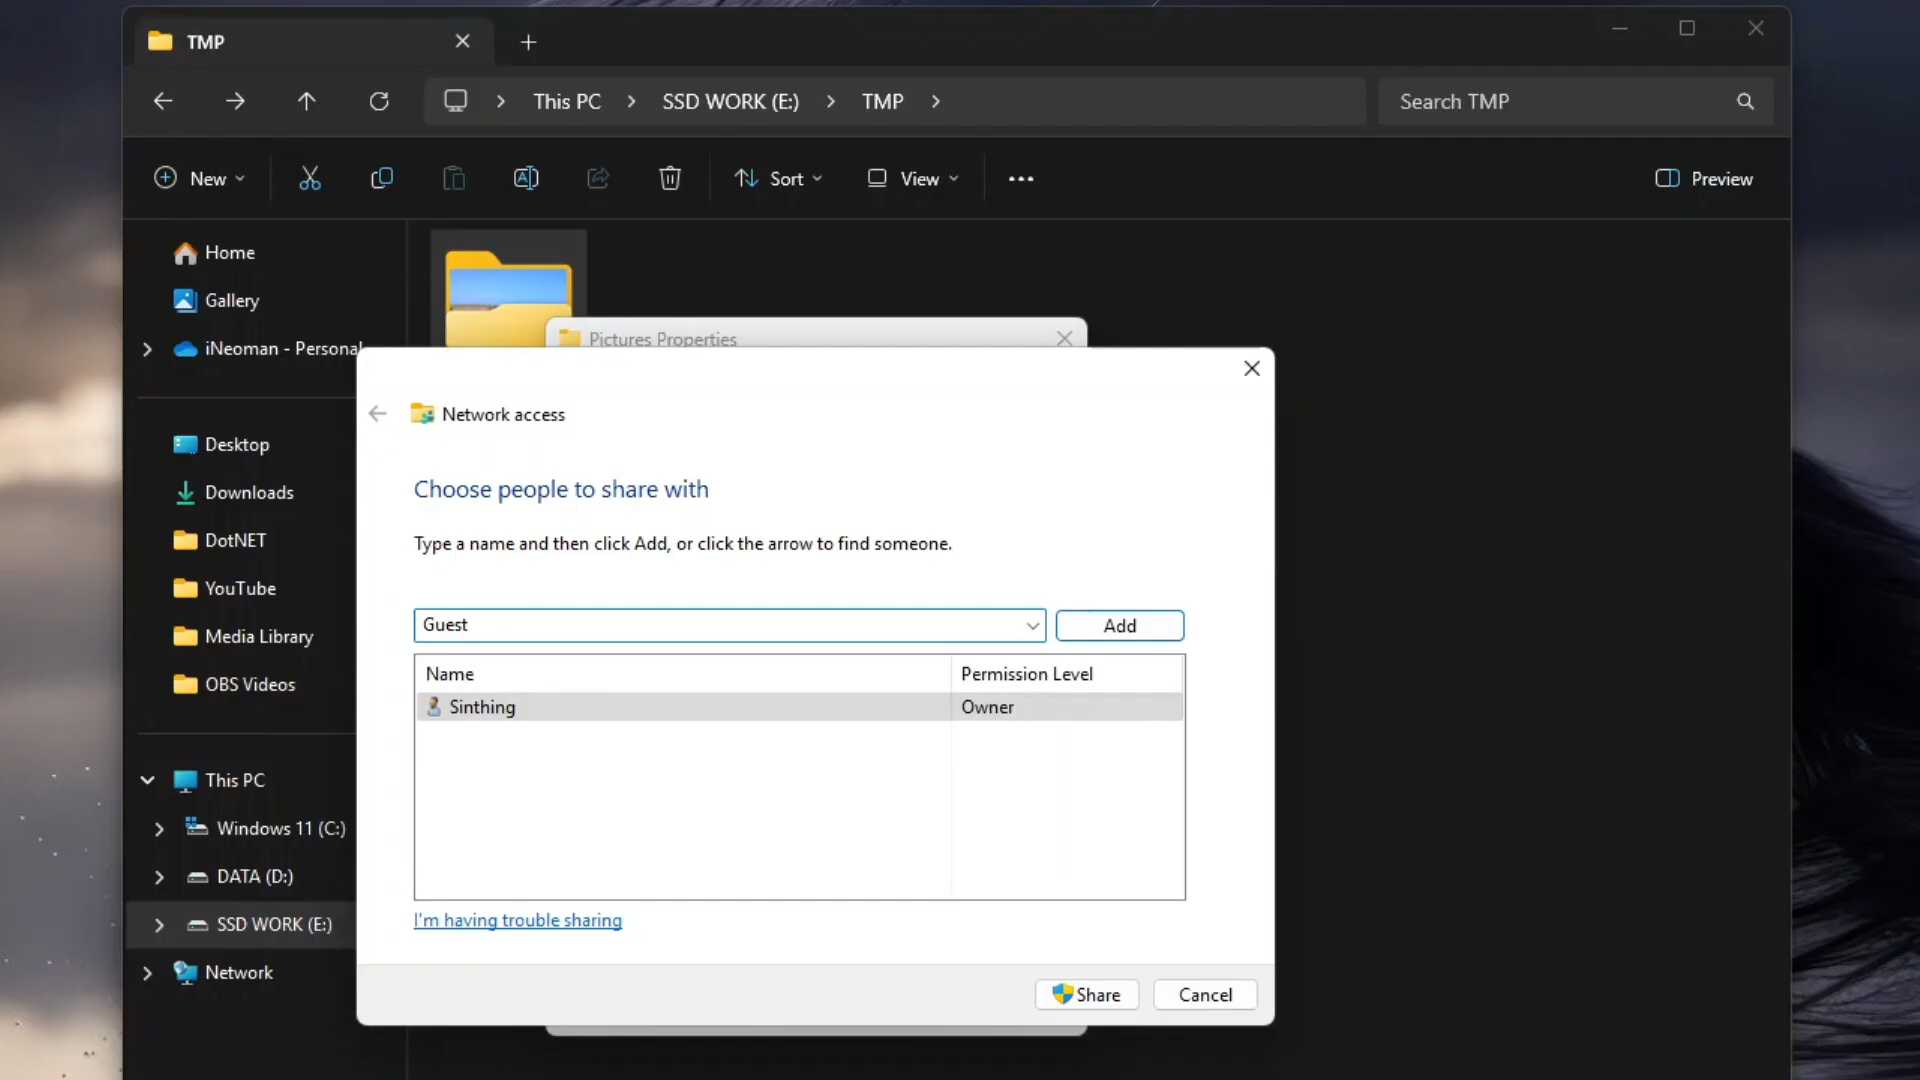 TMP
This PC
SSD WORK (E:)
TMP
Search TMP
New
Sort
View
Preview
Home
Gallery
iNeoman - Personal
Desktop
Downloads
DotNET
YouTube
Media Library
OBS Videos
This PC
Windows 11 (C:)
DATA (D:)
SSD WORK (E:)
Network
Pictures Properties
Network access
Choose people to share with
Type a name and then click Add, or click the arrow to find someone.
Guest
Add
Name Permission Level
Sinthing Owner
I'm having trouble sharing
Share
Cancel